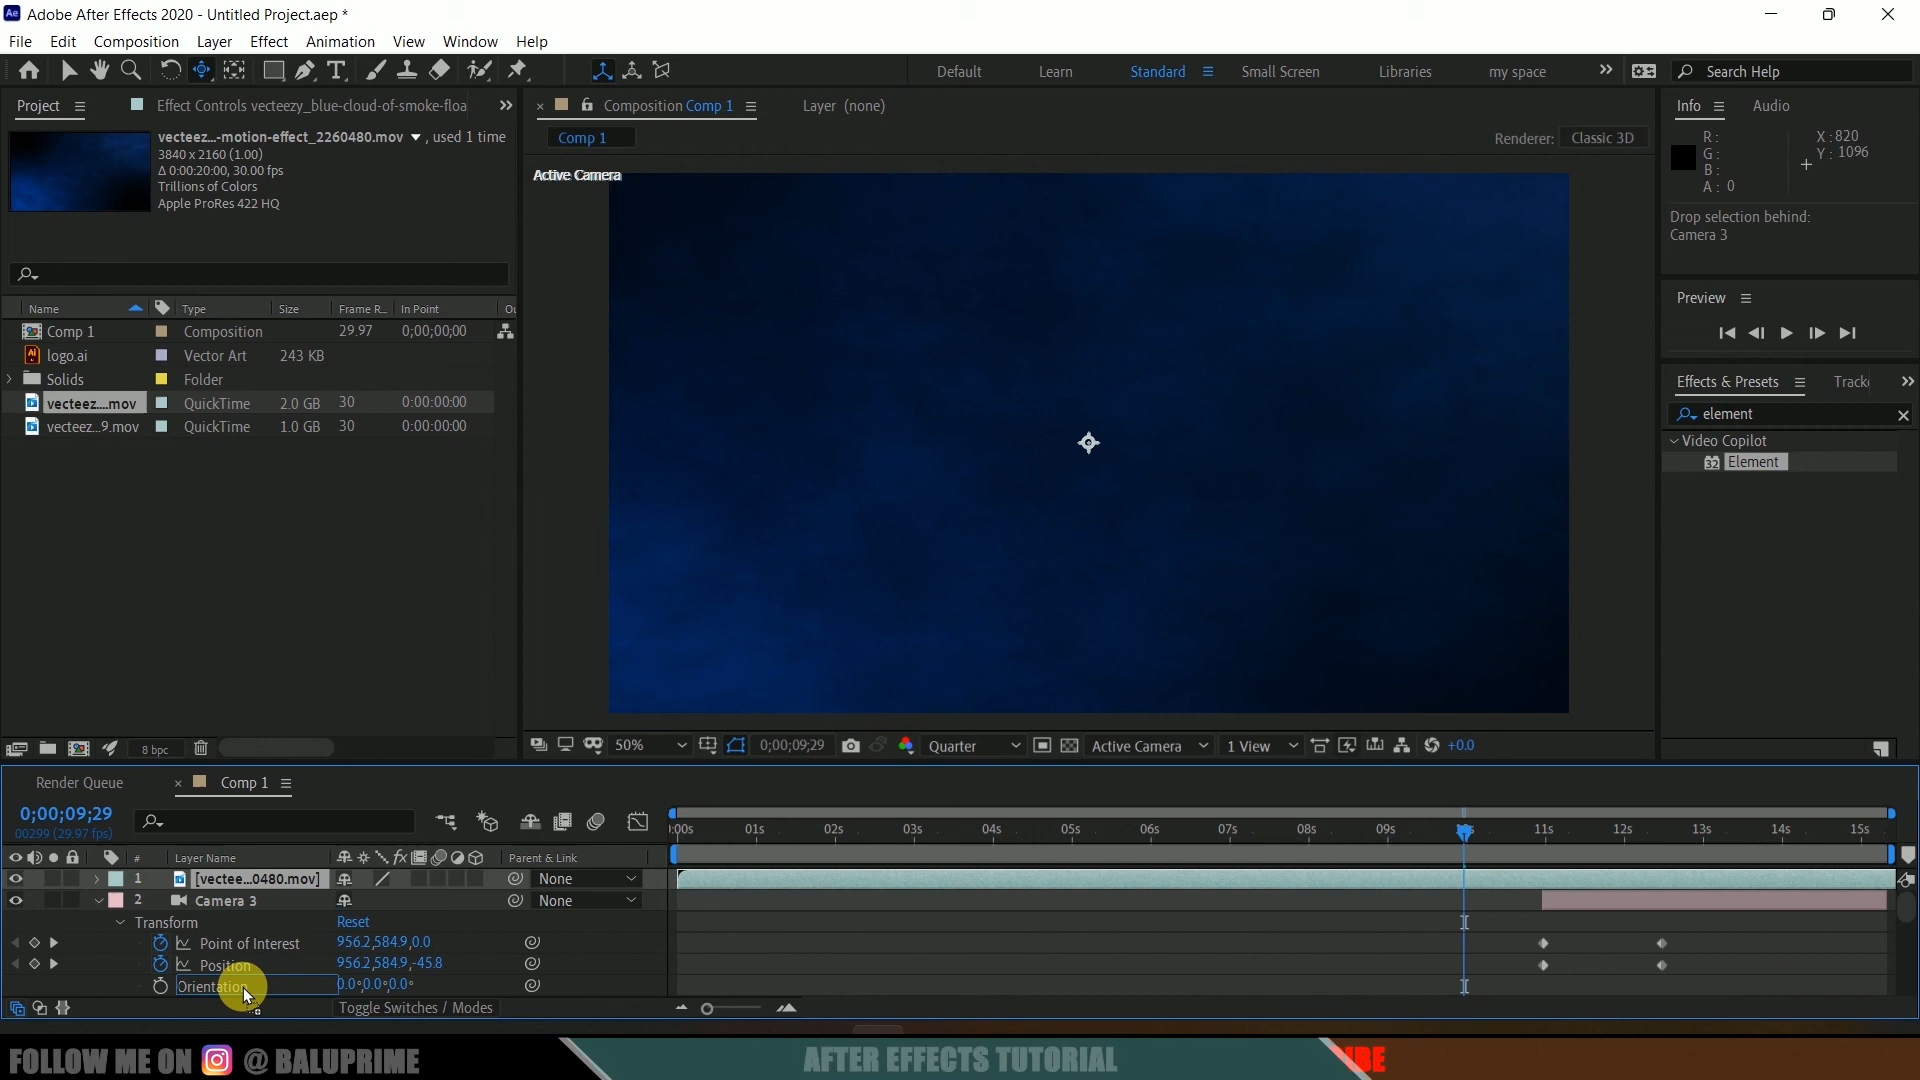 Adobe After Effects 2020 - Untitled Project.aep *
File Edit Composition Layer Effect Animation View Window Help
Default Learn Standard Small Screen Libraries my space Search Help
Project Effect Controls vecteezy_blue-cloud-of-smoke-floa
vecteez...-motion-effect_2260480.mov , used 1 time
3840 x 2160 (1.00)
Δ 0:00:20:00, 30.00 fps
Trillions of Colors
Apple ProRes 422 HQ
Name Type Size Frame R... In Point Ou
Comp 1 Composition 29.97 0;00;00;00
logo.ai Vector Art 243 KB
Solids Folder
vecteez....mov QuickTime 2.0 GB 30 0:00:00:00
vecteez...9.mov QuickTime 1.0 GB 30 0:00:00:00
8 bpc
Composition Comp 1 Layer (none)
Comp 1 Renderer: Classic 3D
Active Camera
50% 0;00;09;29 Quarter Active Camera 1 View +0.0
Info Audio
R: X : 820
G: Y : 1096
B:
A: 0
Drop selection behind:
Camera 3
Preview
Effects & Presets Tracke
element
Video Copilot
32 Element
Render Queue Comp 1
0;00;09;29
00299 (29.97 fps)
:00s 01s 02s 03s 04s 05s 06s 07s 08s 09s 11s 12s 13s 14s 15s
# Layer Name Parent & Link
1 [vectee...0480.mov] None
2 Camera 3 None
Transform Reset
Point of Interest 956.2,584.9,0.0
Position 956.2,584.9,-45.8
Orientation 0.0°,0.0°,0.0°
Toggle Switches / Modes
FOLLOW ME ON @ BALUPRIME AFTER EFFECTS TUTORIAL IBE